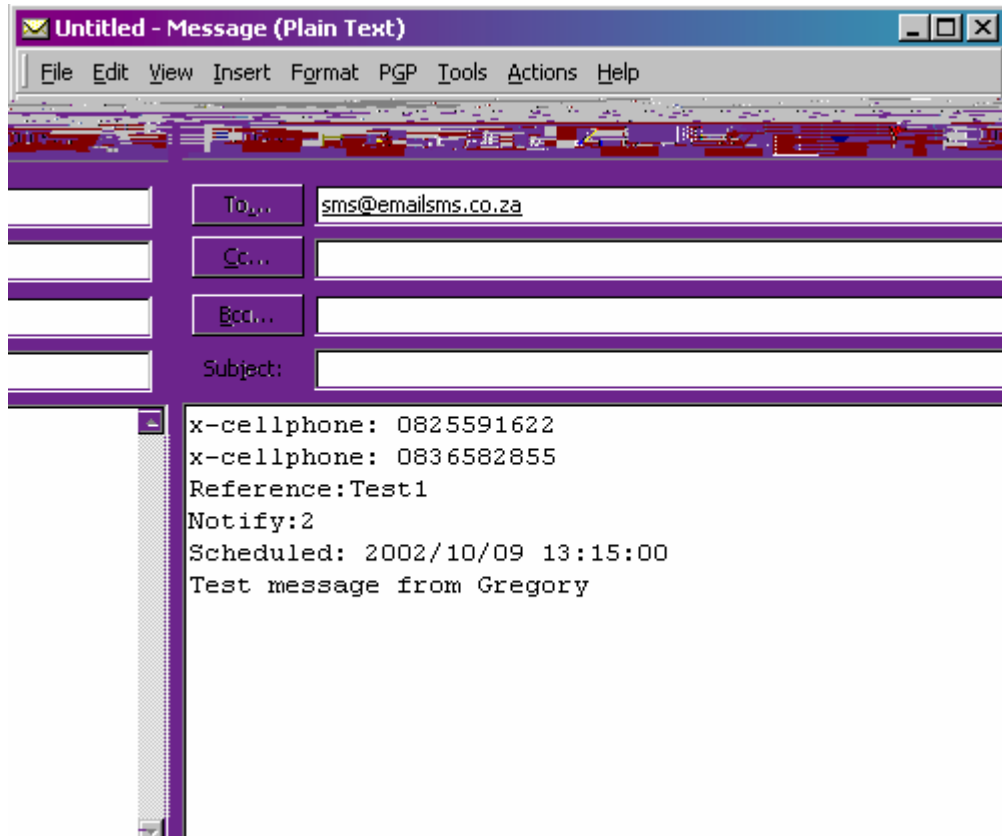 Untitled - Message (Plain Text)
File Edit View Insert Format PGP Tools Actions Help
To... sms@emailsms.co.za
Cc...
Bcc...
Subject:
x-cellphone: 0825591622
x-cellphone: 0836582855
Reference:Test1
Notify:2
Scheduled: 2002/10/09 13:15:00
Test message from Gregory